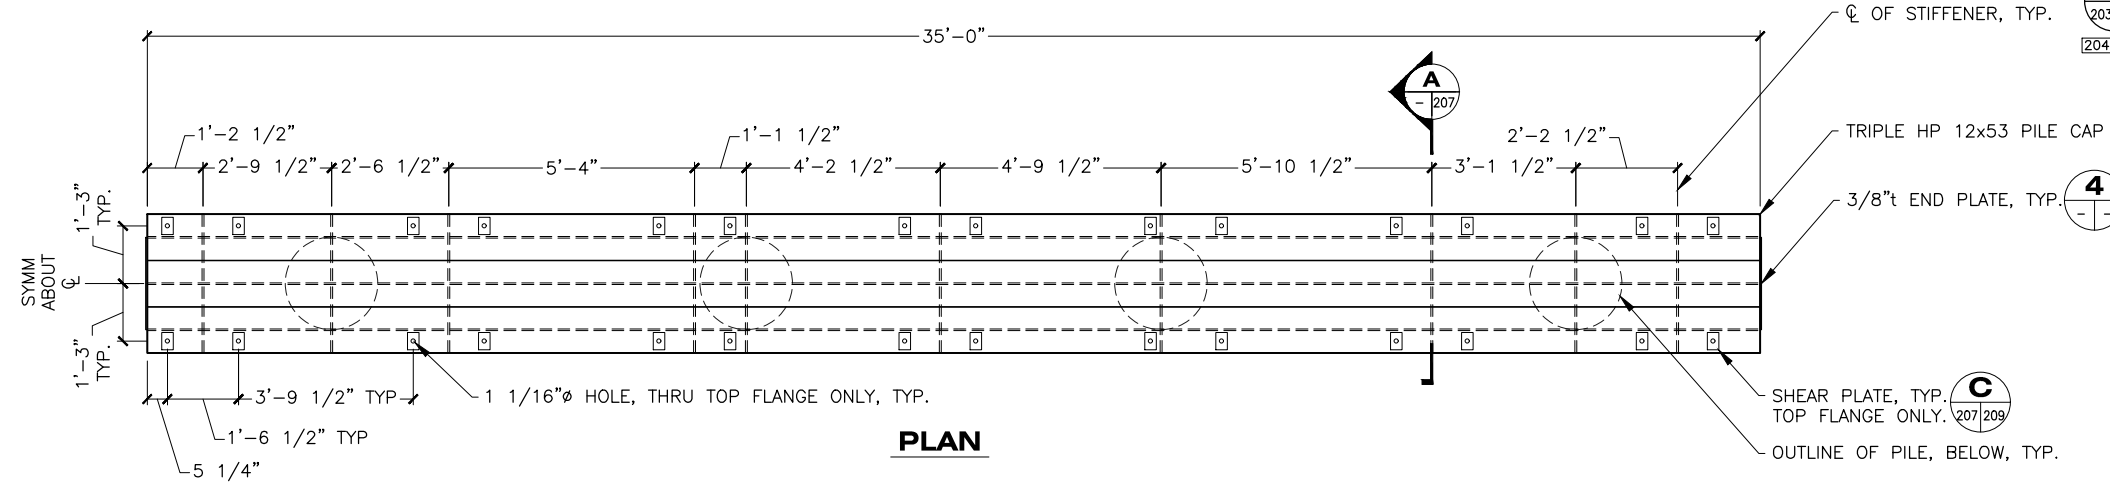 ℄ OF STIFFENER, TYP.
203
204
35’-0”
A
- 207
1’-2 1/2”
1’-1 1/2”
2’-2 1/2”
TRIPLE HP 12x53 PILE CAP
2’-9 1/2” 2’-6 1/2” 5’-4” 4’-2 1/2” 4’-9 1/2” 5’-10 1/2” 3’-1 1/2”
1’-3” TYP.
4
- -
3/8”t END PLATE, TYP.
SYMM
ABOUT
℄
1’-3” TYP.
3’-9 1/2” TYP
1 1/16”ø HOLE, THRU TOP FLANGE ONLY, TYP.
SHEAR PLATE, TYP.
TOP FLANGE ONLY.
C
207 209
1’-6 1/2” TYP
5 1/4”
PLAN
OUTLINE OF PILE, BELOW, TYP.